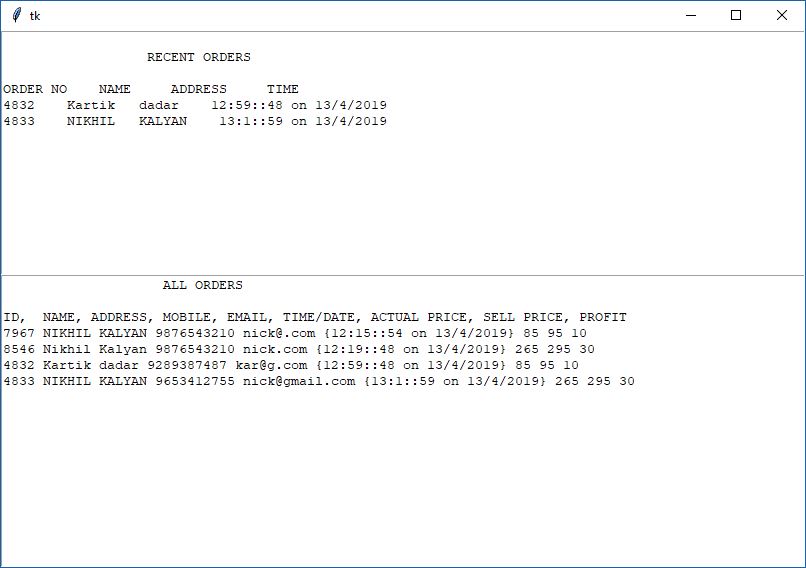 tk
RECENT ORDERS
ORDER NO    NAME     ADDRESS     TIME
4832    Kartik   dadar    12:59::48 on 13/4/2019
4833    NIKHIL   KALYAN    13:1::59 on 13/4/2019
ALL ORDERS
ID,  NAME, ADDRESS, MOBILE, EMAIL, TIME/DATE, ACTUAL PRICE, SELL PRICE, PROFIT
7967 NIKHIL KALYAN 9876543210 nick@.com {12:15::54 on 13/4/2019} 85 95 10
8546 Nikhil Kalyan 9876543210 nick.com {12:19::48 on 13/4/2019} 265 295 30
4832 Kartik dadar 9289387487 kar@g.com {12:59::48 on 13/4/2019} 85 95 10
4833 NIKHIL KALYAN 9653412755 nick@gmail.com {13:1::59 on 13/4/2019} 265 295 30